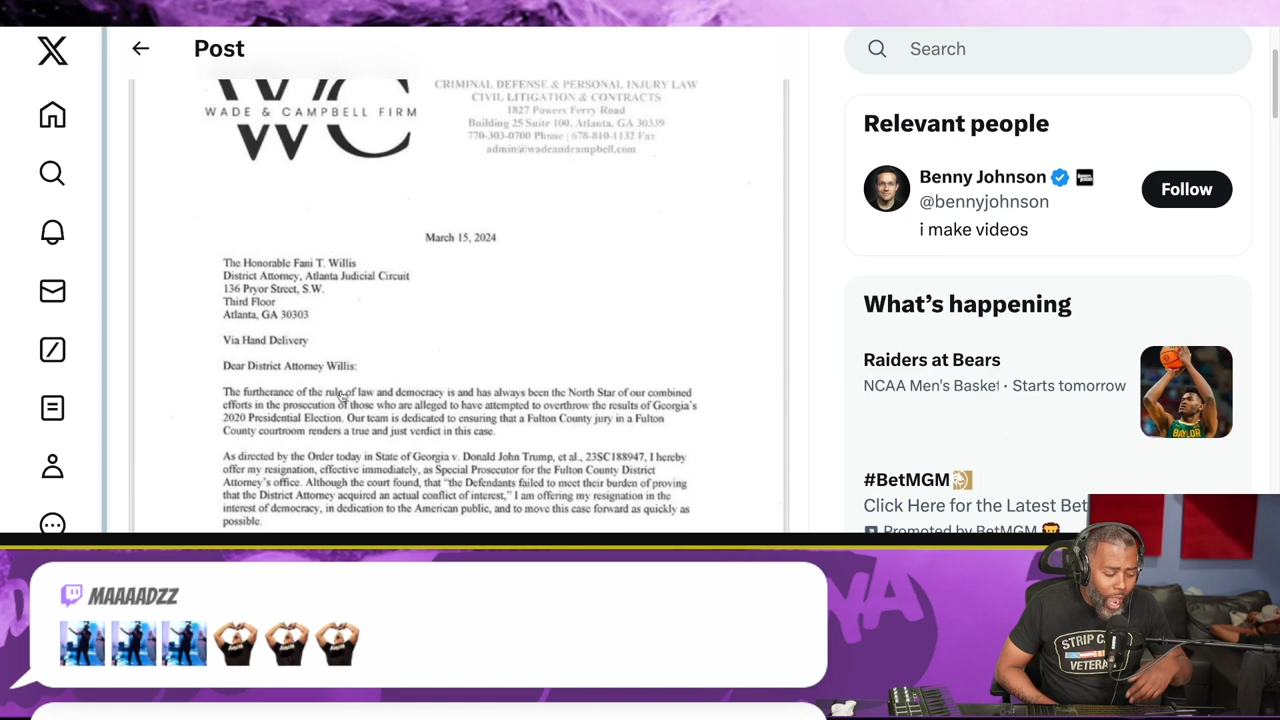 Post
WC
WADE & CAMPBELL FIRM
CRIMINAL DEFENSE & PERSONAL INJURY LAW
CIVIL LITIGATION & CONTRACTS
1827 Powers Ferry Road
Building 25 Suite 100, Atlanta, GA 30339
770-303-0700 Phone | 678-810-1132 Fax
admin@wadeandcampbell.com
March 15, 2024
The Honorable Fani T. Willis
District Attorney, Atlanta Judicial Circuit
136 Pryor Street, S.W.
Third Floor
Atlanta, GA 30303
Via Hand Delivery
Dear District Attorney Willis:
The furtherance of the rule of law and democracy is and has always been the North Star of our combined
efforts in the prosecution of those who are alleged to have attempted to overthrow the results of Georgia's
2020 Presidential Election. Our team is dedicated to ensuring that a Fulton County jury in a Fulton
County courtroom renders a true and just verdict in this case.
As directed by the Order today in State of Georgia v. Donald John Trump, et al., 23SC188947, I hereby
offer my resignation, effective immediately, as Special Prosecutor for the Fulton County District
Attorney's office. Although the court found, that "the Defendants failed to meet their burden of proving
that the District Attorney acquired an actual conflict of interest," I am offering my resignation in the
interest of democracy, in dedication to the American public, and to move this case forward as quickly as
possible.
Search
Relevant people
Benny Johnson
@bennyjohnson
Follow
i make videos
What's happening
Raiders at Bears
NCAA Men's Basket · Starts tomorrow
BAYLOR
#BetMGM
Click Here for the Latest Bet
Promoted by BetMGM
MAAAADZZ
YA
STRIP C
VETERA